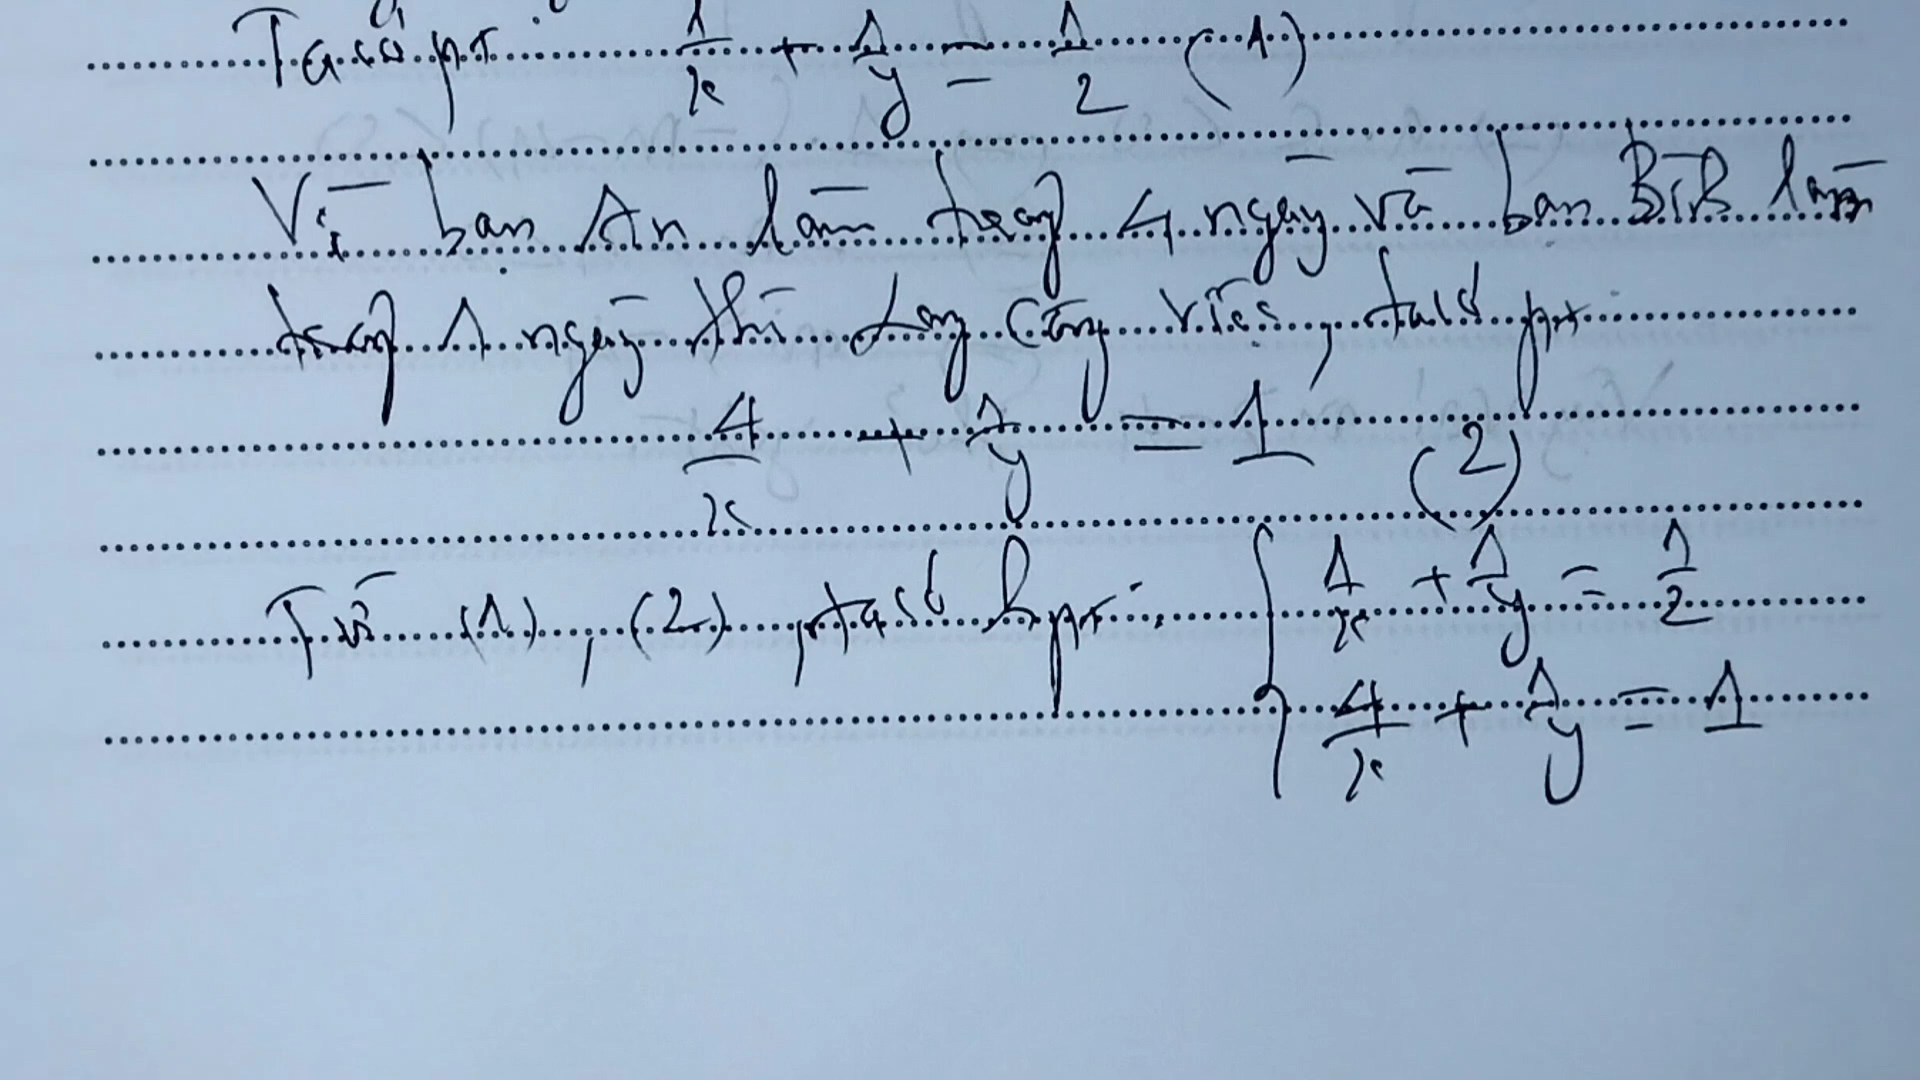 Ta có pt 1/x + 1/y = 1/2 (1)
Vì bạn An làm trong 4 ngày và bạn Bình làm
trong 1 ngày thì xong công việc, ta có pt
4/x + 1/y = 1 (2)
Từ (1), (2), ta có hpt: { 1/x + 1/y = 1/2
4/x + 1/y = 1